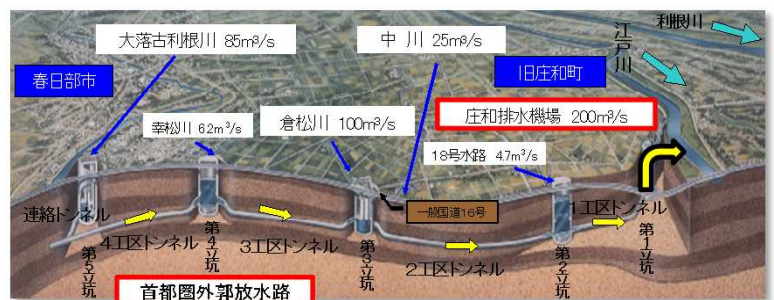 大落古利根川 85m³/s
中 川 25m³/s
江戸川
利根川
春日部市
旧庄和町
幸松川 6.2m³/s
倉松川 100m³/s
庄和排水機場 200m³/s
18号水路 4.7m³/s
連絡トンネル
4工区トンネル
3工区トンネル
一般国道16号
2工区トンネル
1工区トンネル
第5立坑
第4立坑
第3立坑
第2立坑
第1立坑
首都圏外郭放水路